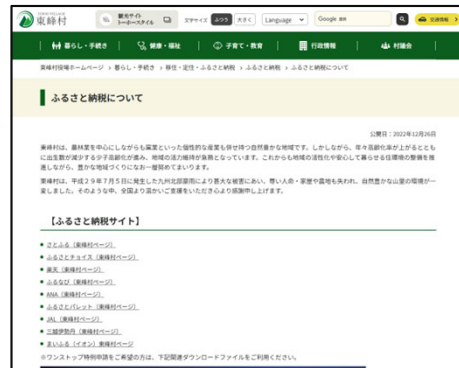 東峰村
観光サイト
トーホースタイル
文字サイズ ふつう 大きく Language Google 検索 交通情報
暮らし・手続き 健康・福祉 子育て・教育 行政情報 村議会
東峰村役場ホームページ > 暮らし・手続き > 移住・定住・ふるさと納税 > ふるさと納税 > ふるさと納税について
ふるさと納税について
公開日：2022年12月26日
東峰村は、農林業を中心にしながらも窯業といった個性的な産業も併せ持つ自然豊かな地域です。しかしながら、年々高齢化率が上がるととも
に出生数が減少する少子高齢化が進み、地域の活力維持が急務となっています。これからも地域の活性化や安心して暮らせる住環境の整備を推
進しながら、豊かな地域づくりになお一層努めてまいります。
東峰村は、平成２９年７月５日に発生した九州北部豪雨により甚大な被害にあい、尊い人命・家屋や農地も失われ、自然豊かな山里の環境が一
変しました。そのような中、全国より温かいご支援をいただき心より感謝申し上げます。
【ふるさと納税サイト】
さとふる（東峰村ページ）
ふるさとチョイス（東峰村ページ）
楽天（東峰村ページ）
ふるなび（東峰村ページ）
ANA（東峰村ページ）
ふるさとパレット（東峰村ページ）
JAL（東峰村ページ）
三越伊勢丹（東峰村ページ）
まいふる（イオン）東峰村ページ
※ワンストップ特例申請をご希望の方は、下記関連ダウンロードファイルをご利用ください。